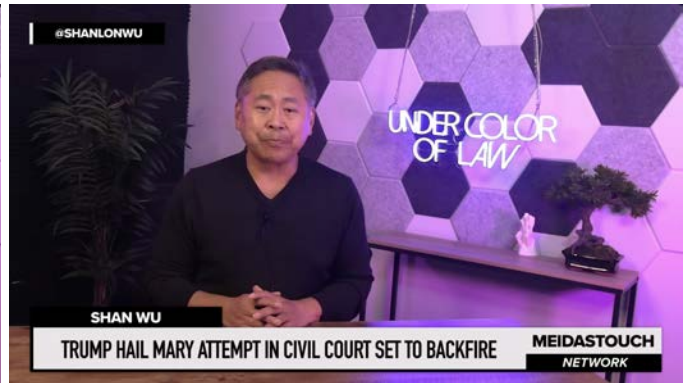 @SHANLONWU
UNDER COLOR
OF LAW
SHAN WU
TRUMP HAIL MARY ATTEMPT IN CIVIL COURT SET TO BACKFIRE
MEIDASTOUCH
NETWORK